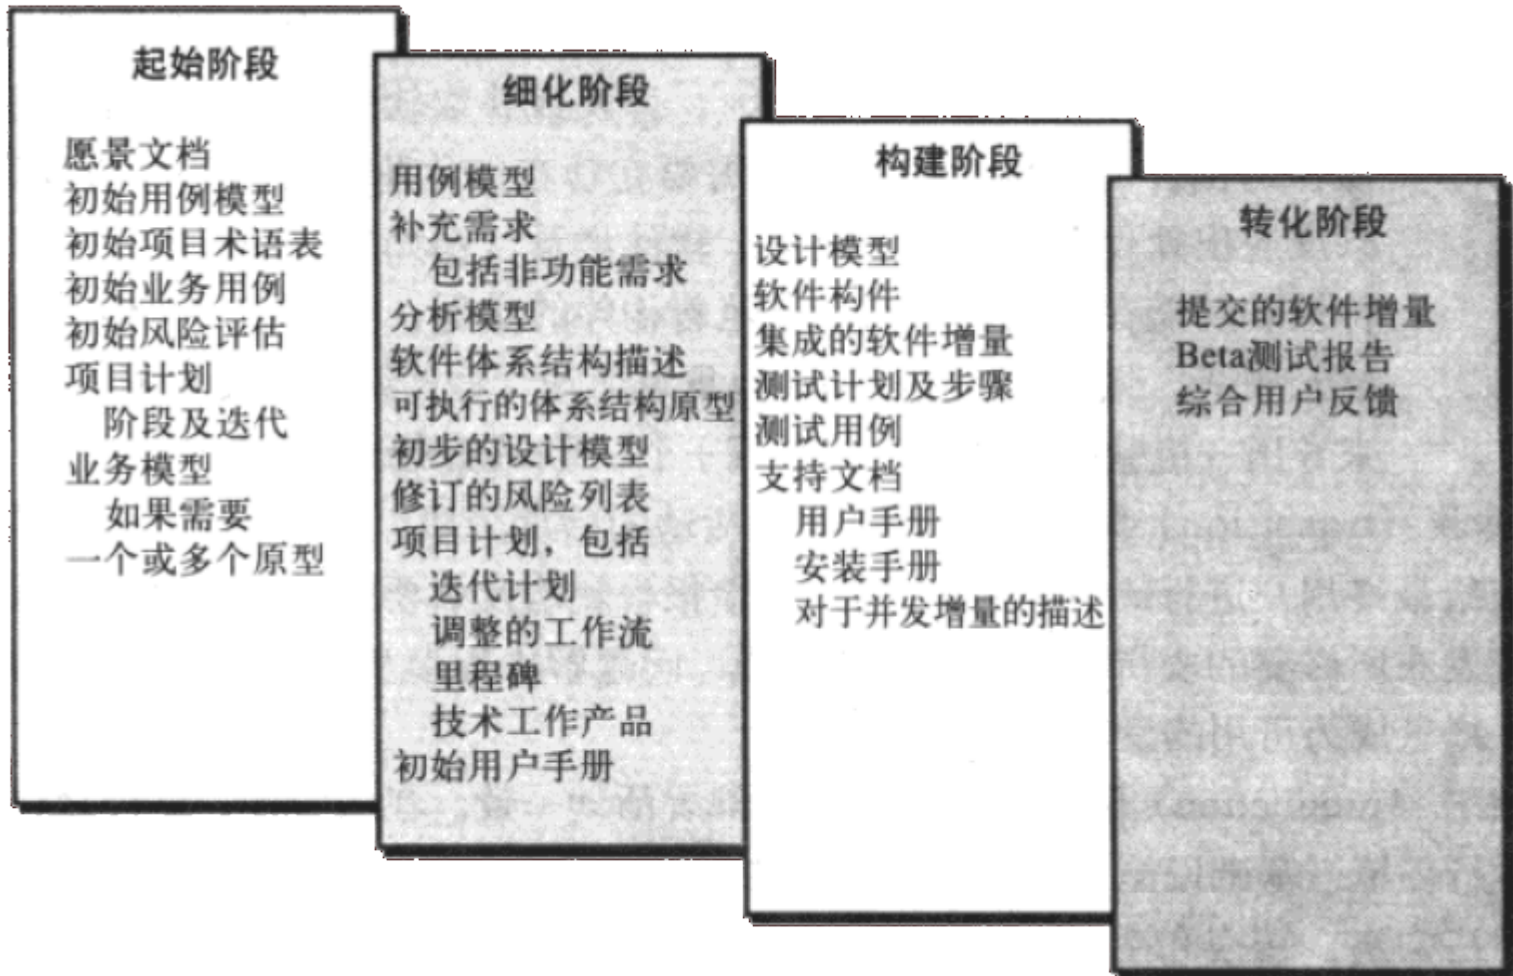 起始阶段
愿景文档
初始用例模型
初始项目术语表
初始业务用例
初始风险评估
项目计划
阶段及迭代
业务模型
如果需要
一个或多个原型
细化阶段
用例模型
补充需求
包括非功能需求
分析模型
软件体系结构描述
可执行的体系结构原型
初步的设计模型
修订的风险列表
项目计划，包括
迭代计划
调整的工作流
里程碑
技术工作产品
初始用户手册
构建阶段
设计模型
软件构件
集成的软件增量
测试计划及步骤
测试用例
支持文档
用户手册
安装手册
对于并发增量的描述
转化阶段
提交的软件增量
Beta测试报告
综合用户反馈